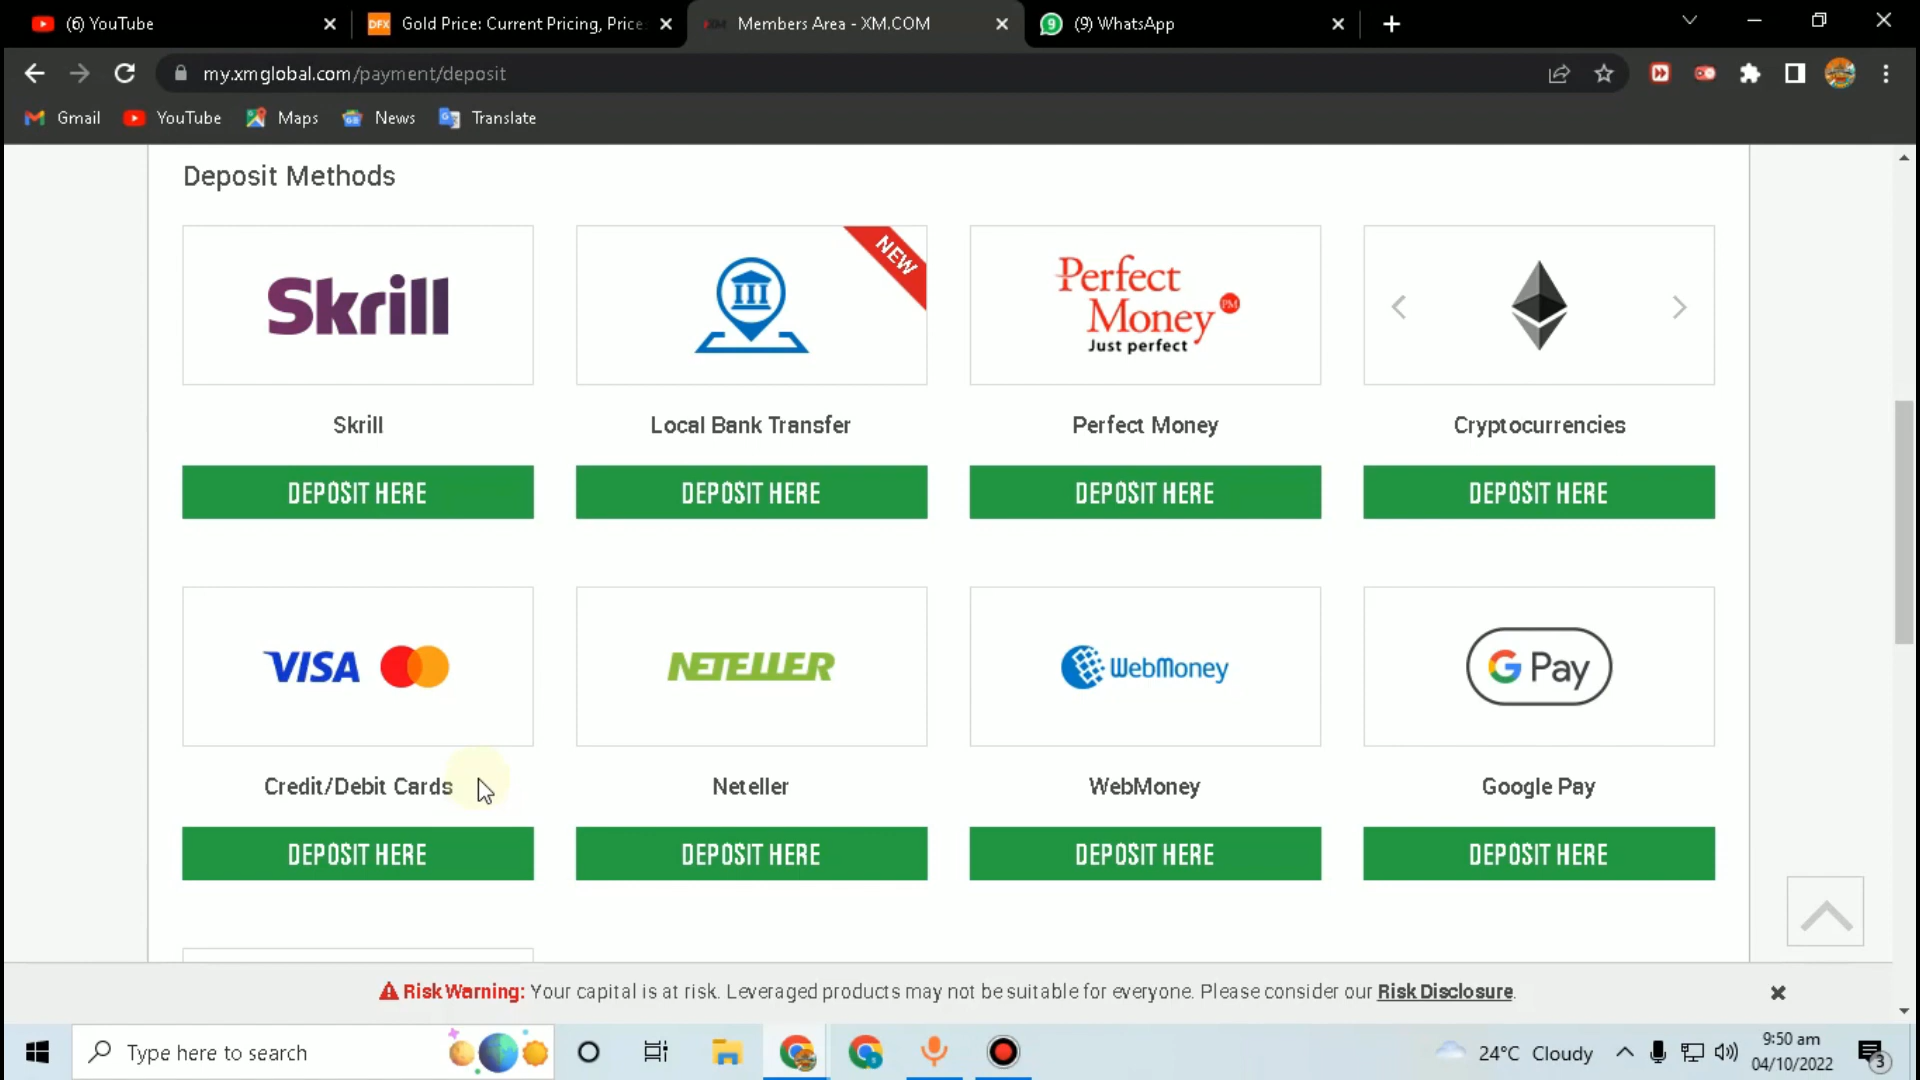 (6) YouTube
DFX
Gold Price: Current Pricing, Price
XM
Members Area - XM.COM
9
(9) WhatsApp
my.xmglobal.com/payment/deposit
Gmail
YouTube
Maps
News
Translate
Deposit Methods
Skrill
NEW
Perfect
Money
PM
Just perfect
Skrill
Local Bank Transfer
Perfect Money
Cryptocurrencies
DEPOSIT HERE
DEPOSIT HERE
DEPOSIT HERE
DEPOSIT HERE
VISA
NETELLER
WebMoney
G Pay
Credit/Debit Cards
Neteller
WebMoney
Google Pay
DEPOSIT HERE
DEPOSIT HERE
DEPOSIT HERE
DEPOSIT HERE
Risk Warning: Your capital is at risk. Leveraged products may not be suitable for everyone. Please consider our Risk Disclosure.
Type here to search
24°C Cloudy
9:50 am
04/10/2022
3